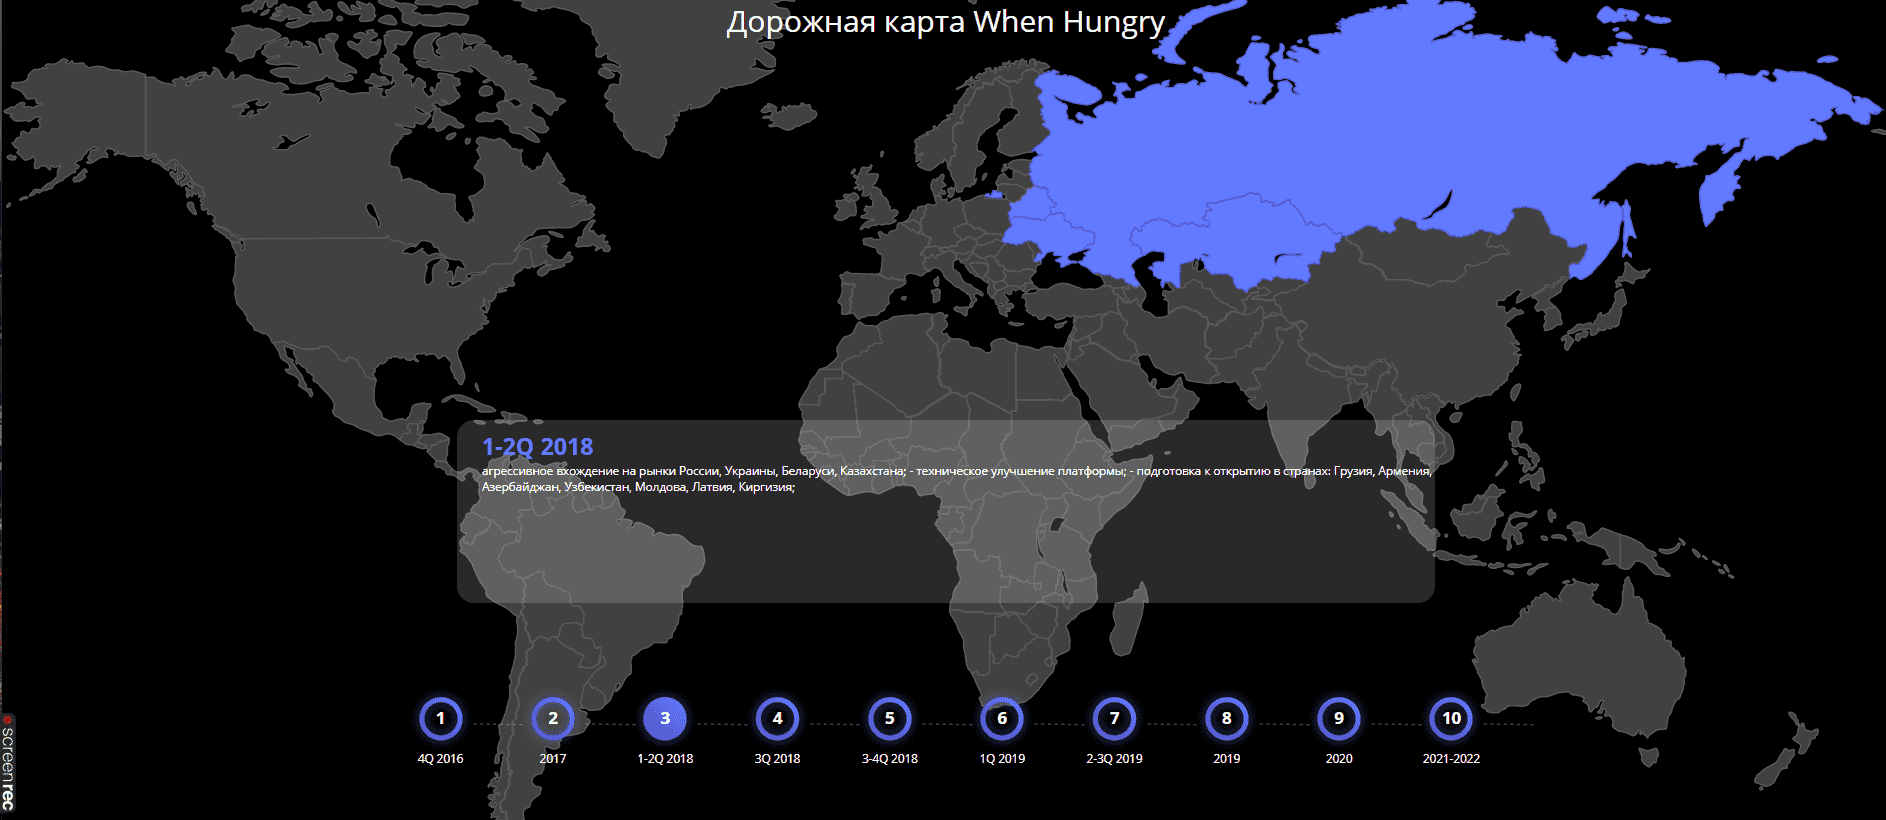 Дорожная карта When Hungry
1-2Q 2018
агрессивное вхождение на рынки России, Украины, Беларуси, Казахстана; - техническое улучшение платформы; - подготовка к открытию в странах: Грузия, Армения,
Азербайджан, Узбекистан, Молдова, Латвия, Киргизия;
1 2 3 4 5 6 7 8 9 10
4Q 2016 2017 1-2Q 2018 3Q 2018 3-4Q 2018 1Q 2019 2-3Q 2019 2019 2020 2021-2022
screenrec